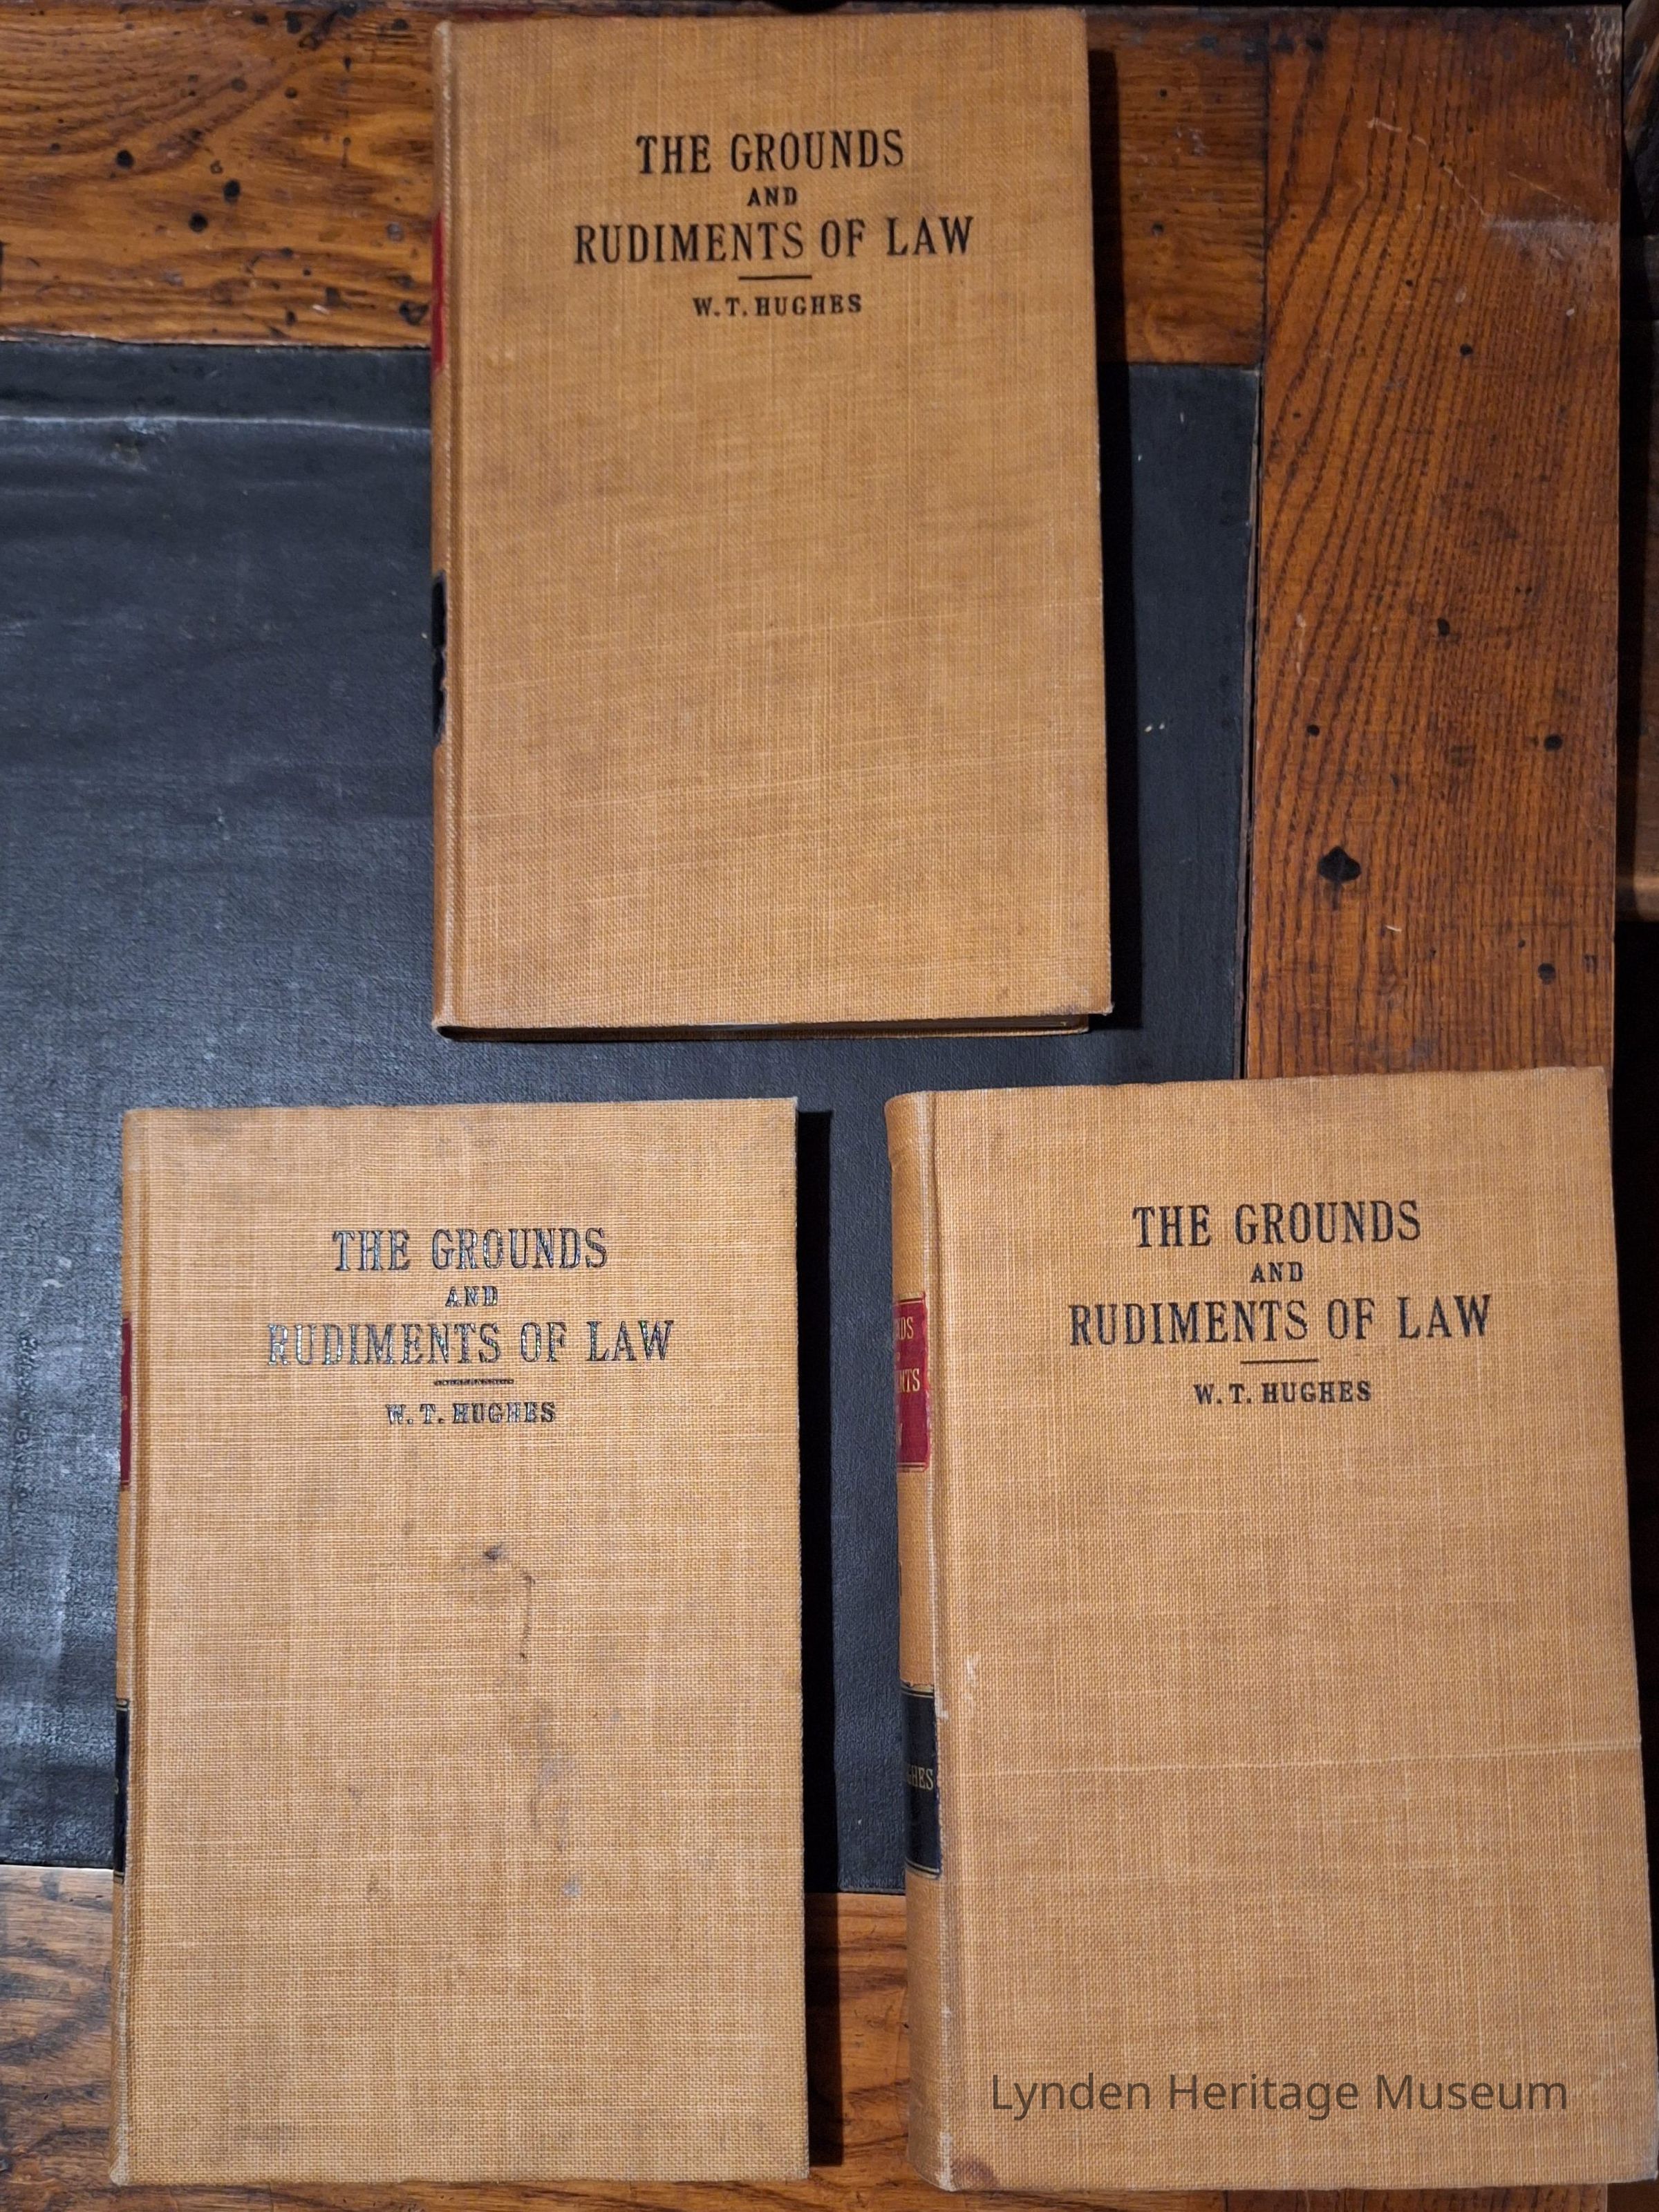 THE GROUNDS
AND
RUDIMENTS OF LAW
W. T. HUGHES
THE GROUNDS
AND
RUDIMENTS OF LAW
W. T. HUGHES
THE GROUNDS
AND
RUDIMENTS OF LAW
W. T. HUGHES
Lynden Heritage Museum